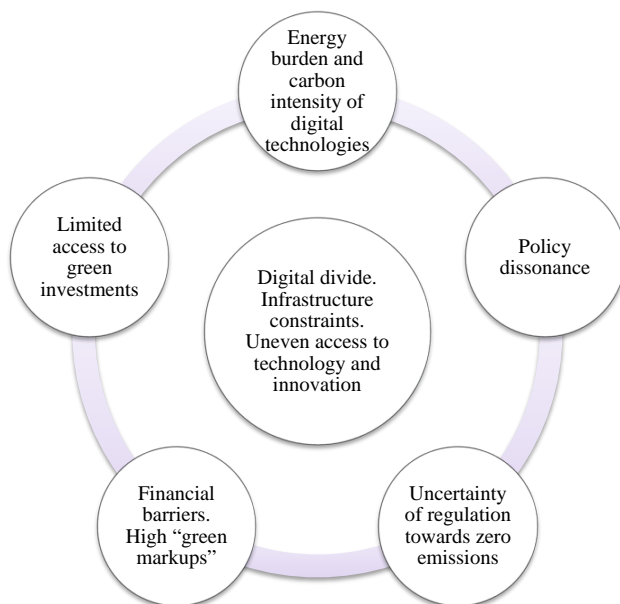 Energy
burden and
carbon
intensity of
digital
technologies
Limited
access to
green
investments
Policy
dissonance
Digital divide.
Infrastructure
constraints.
Uneven access to
technology and
innovation
Financial
barriers.
High “green
markups”
Uncertainty
of regulation
towards zero
emissions